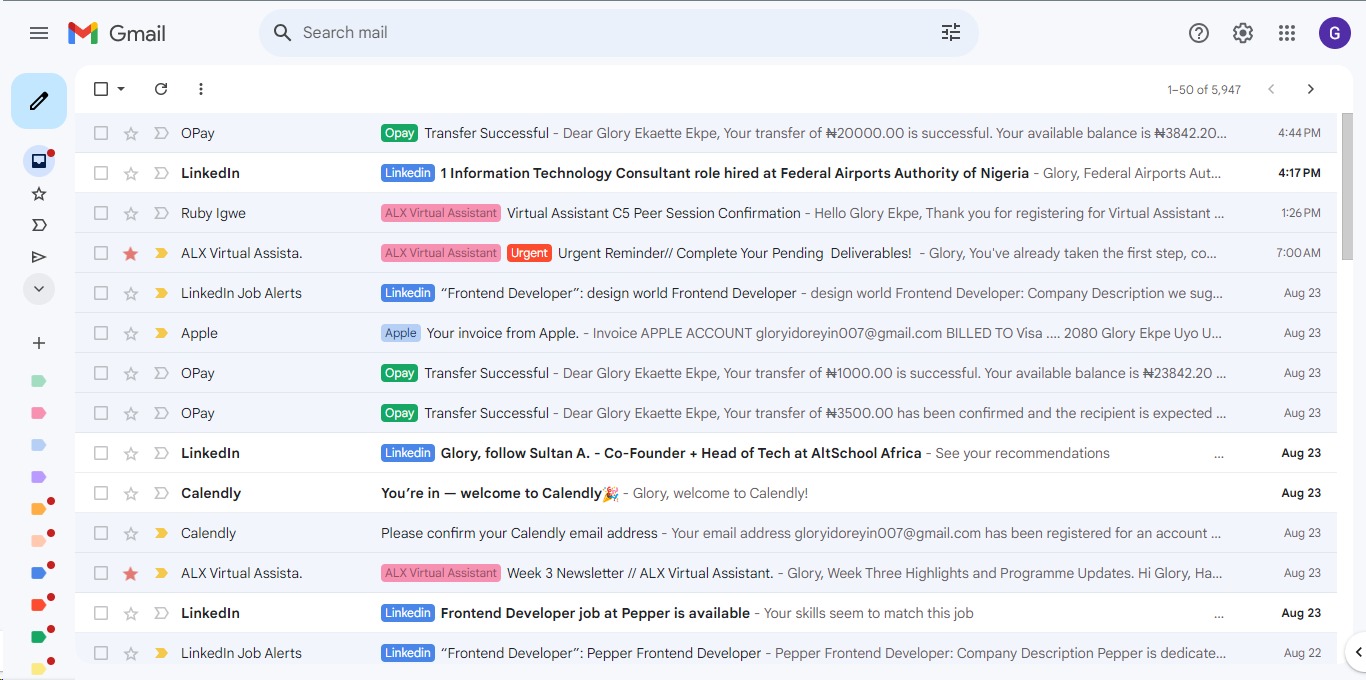 Gmail
Search mail
G
1–50 of 5,947
OPay Opay Transfer Successful - Dear Glory Ekaette Ekpe, Your transfer of ₦20000.00 is successful. Your available balance is ₦3842.20... 4:44 PM
LinkedIn Linkedin 1 Information Technology Consultant role hired at Federal Airports Authority of Nigeria - Glory, Federal Airports Aut... 4:17 PM
Ruby Igwe ALX Virtual Assistant Virtual Assistant C5 Peer Session Confirmation - Hello Glory Ekpe, Thank you for registering for Virtual Assistant ... 1:26 PM
ALX Virtual Assista. ALX Virtual Assistant Urgent Urgent Reminder// Complete Your Pending Deliverables! - Glory, You've already taken the first step, co... 7:00 AM
LinkedIn Job Alerts Linkedin “Frontend Developer”: design world Frontend Developer - design world Frontend Developer: Company Description we sug... Aug 23
Apple Apple Your invoice from Apple. - Invoice APPLE ACCOUNT gloryidoreyin007@gmail.com BILLED TO Visa .... 2080 Glory Ekpe Uyo U... Aug 23
OPay Opay Transfer Successful - Dear Glory Ekaette Ekpe, Your transfer of ₦1000.00 is successful. Your available balance is ₦23842.20 ... Aug 23
OPay Opay Transfer Successful - Dear Glory Ekaette Ekpe, Your transfer of ₦3500.00 has been confirmed and the recipient is expected ... Aug 23
LinkedIn Linkedin Glory, follow Sultan A. - Co-Founder + Head of Tech at AltSchool Africa - See your recommendations ... Aug 23
Calendly You’re in — welcome to Calendly🎉 - Glory, welcome to Calendly! Aug 23
Calendly Please confirm your Calendly email address - Your email address gloryidoreyin007@gmail.com has been registered for an account ... Aug 23
ALX Virtual Assista. ALX Virtual Assistant Week 3 Newsletter // ALX Virtual Assistant. - Glory, Week Three Highlights and Programme Updates. Hi Glory, Ha... Aug 23
LinkedIn Linkedin Frontend Developer job at Pepper is available - Your skills seem to match this job ... Aug 23
LinkedIn Job Alerts Linkedin “Frontend Developer”: Pepper Frontend Developer - Pepper Frontend Developer: Company Description Pepper is dedicate... Aug 22